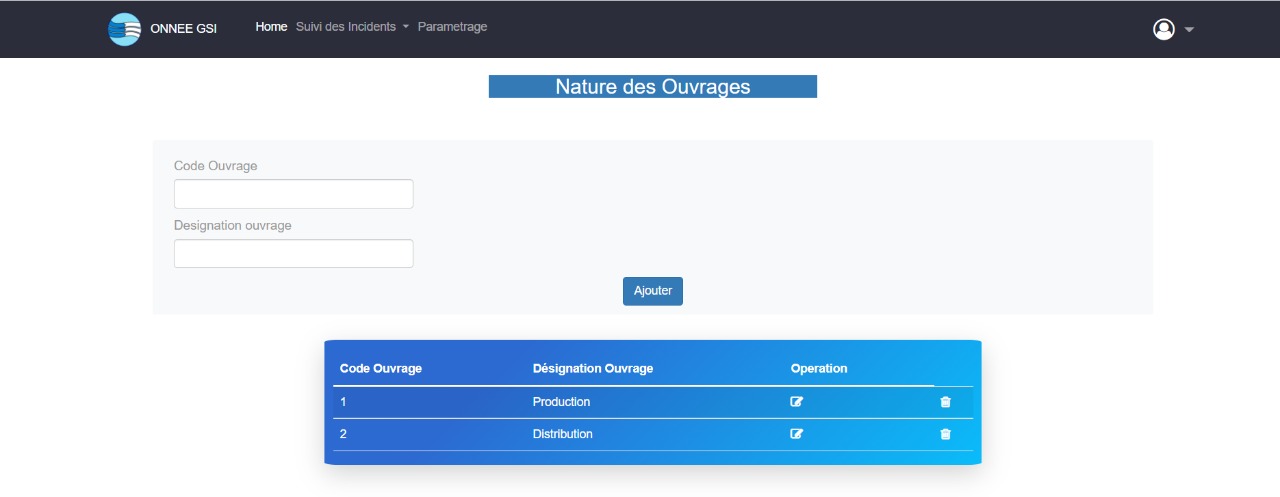 ONNEE GSI Home Suivi des Incidents Parametrage
Nature des Ouvrages
Code Ouvrage
Designation ouvrage
Ajouter
Code Ouvrage Désignation Ouvrage Operation
1 Production
2 Distribution